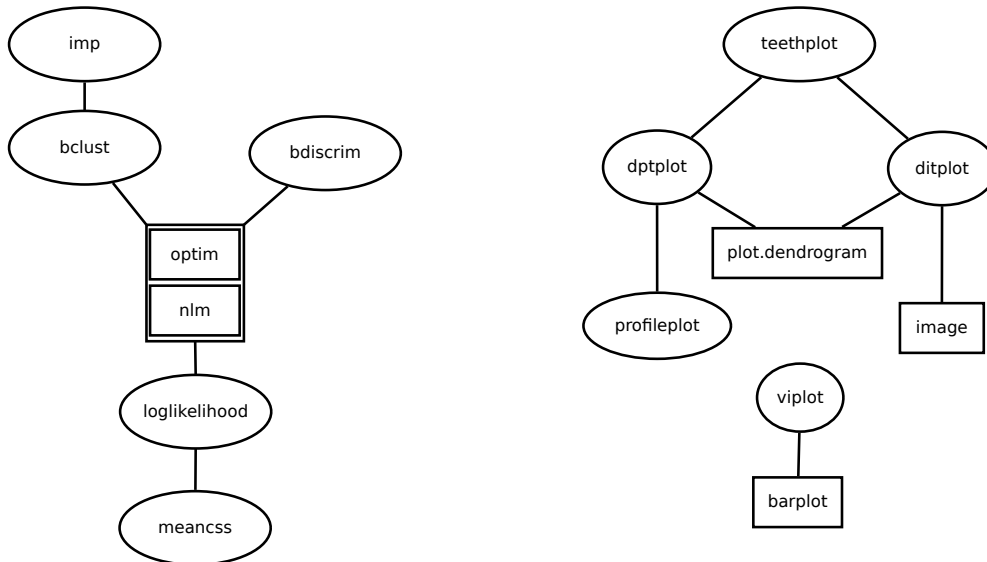 imp
bclust
bdiscrim
optim
nlm
loglikelihood
meancss
teethplot
dptplot
ditplot
plot.dendrogram
profileplot
image
viplot
barplot